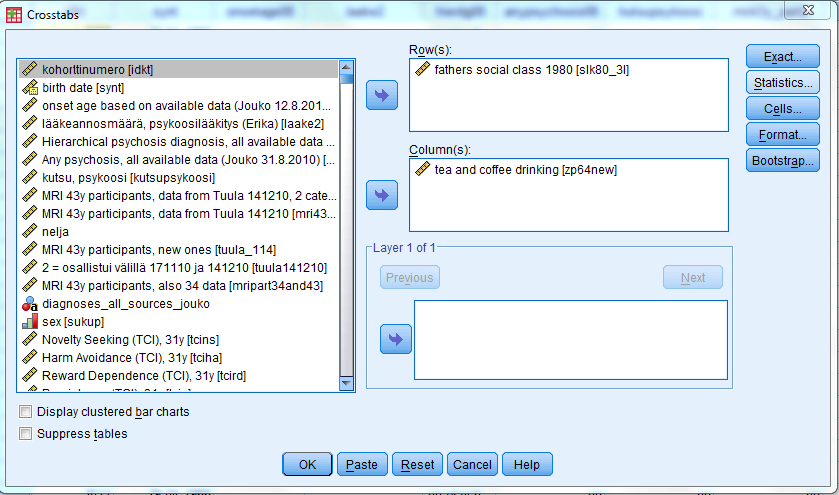 Crosstabs
kohorttinumero [idkt]
birth date [synt]
onset age based on available data (Jouko 12.8.201...
lääkeannosmäärä, psykoosilääkitys (Erika) [laake2]
Hierarchical psychosis diagnosis, all available data ...
Any psychosis, all available data (Jouko 31.8.2010) [...
kutsu, psykoosi [kutsupsykoosi]
MRI 43y participants, data from Tuula 141210, 2 cate...
MRI 43y participants, data from Tuula 141210 [mri43...
nelja
MRI 43y participants, new ones [tuula_114]
2 = osallistui välillä 171110 ja 141210 [tuula141210]
MRI 43y participants, also 34 data [mripart34and43]
diagnoses_all_sources_jouko
sex [sukup]
Novelty Seeking (TCI), 31y [tcins]
Harm Avoidance (TCI), 31y [tciha]
Reward Dependence (TCI), 31y [tcird]
Row(s):
fathers social class 1980 [slk80_3l]
Column(s):
tea and coffee drinking [zp64new]
Layer 1 of 1
Previous
Next
Exact...
Statistics...
Cells...
Format...
Bootstrap...
Display clustered bar charts
Suppress tables
OK
Paste
Reset
Cancel
Help